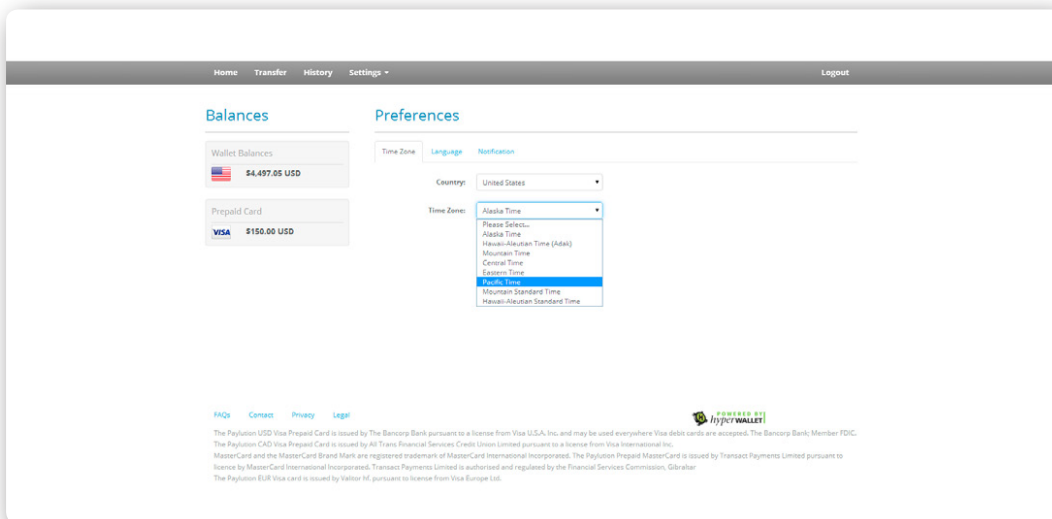 Home Transfer History Settings Logout
Balances
Wallet Balances
$4,497.05 USD
Prepaid Card
VISA $150.00 USD
Preferences
Time Zone Language Notification
Country: United States
Time Zone: Alaska Time
Please Select...
Alaska Time
Hawaii-Aleutian Time (Adak)
Mountain Time
Central Time
Eastern Time
Pacific Time
Mountain Standard Time
Hawaii-Aleutian Standard Time
FAQs Contact Privacy Legal
POWERED BY
hyperWALLET
The Paylution USD Visa Prepaid Card is issued by The Bancorp Bank pursuant to a license from Visa U.S.A. Inc. and may be used everywhere Visa debit cards are accepted. The Bancorp Bank; Member FDIC.
The Paylution CAD Visa Prepaid Card is issued by All Trans Financial Services Credit Union Limited pursuant to a license from Visa International Inc.
MasterCard and the MasterCard Brand Mark are registered trademark of MasterCard International Incorporated. The Paylution Prepaid MasterCard is issued by Transact Payments Limited pursuant to
licence by MasterCard International Incorporated. Transact Payments Limited is authorised and regulated by the Financial Services Commission, Gibraltar
The Paylution EUR Visa card is issued by Valitor hf. pursuant to license from Visa Europe Ltd.